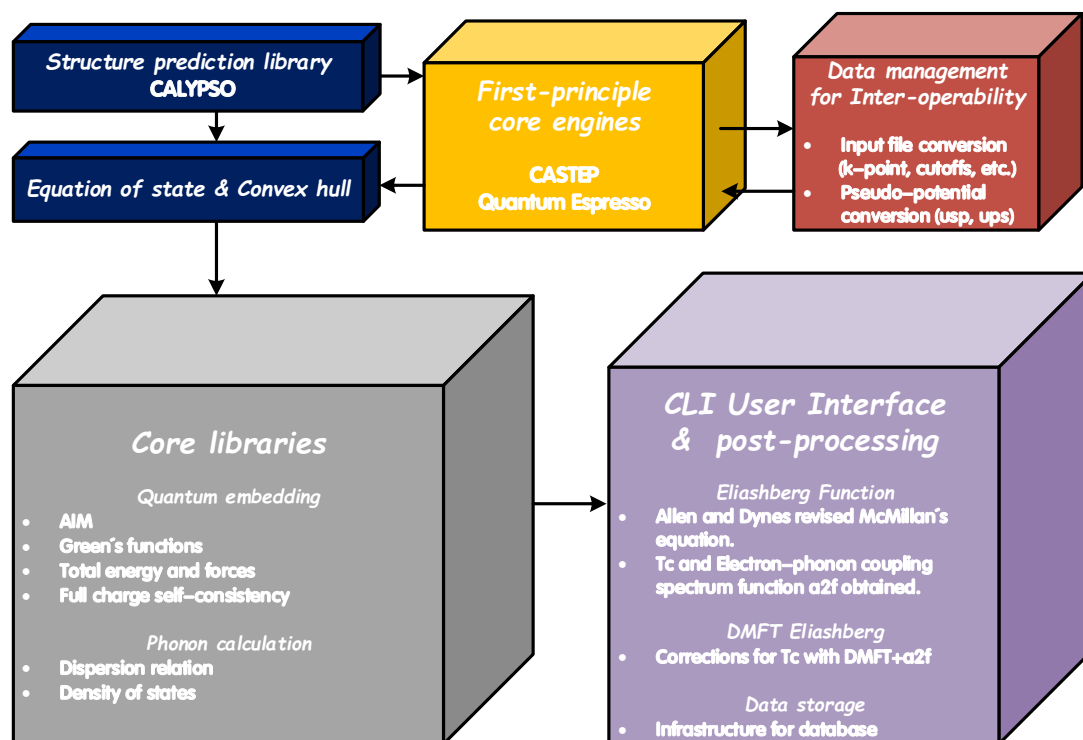 Structure prediction library
CALYPSO
Equation of state & Convex hull
First-principle
core engines
CASTEP
Quantum Espresso
Data management
for Inter-operability
• Input file conversion
(k-point, cutoffs, etc.)
• Pseudo-potential
conversion (usp, ups)
Core libraries
Quantum embedding
• AIM
• Green´s functions
• Total energy and forces
• Full charge self-consistency
Phonon calculation
• Dispersion relation
• Density of states
CLI User Interface
& post-processing
Eliashberg Function
• Allen and Dynes revised McMillan´s
equation.
• Tc and Electron-phonon coupling
spectrum function a2f obtained.
DMFT Eliashberg
• Corrections for Tc with DMFT+a2f
Data storage
• Infrastructure for database